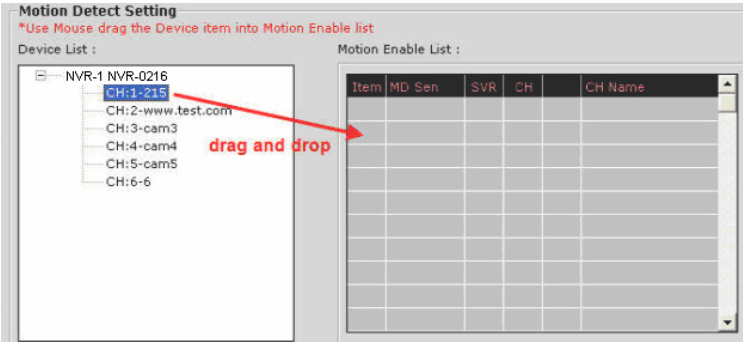 Motion Detect Setting
*Use Mouse drag the Device item into Motion Enable list
Device List :
Motion Enable List :
NVR-1 NVR-0216
CH:1-215
CH:2-www.test.com
CH:3-cam3
CH:4-cam4
CH:5-cam5
CH:6-6
drag and drop
Item MD Sen SVR CH CH Name